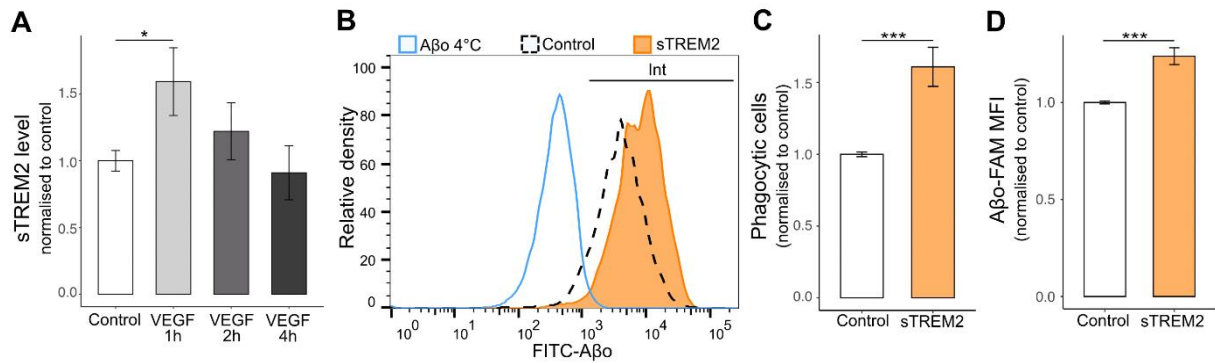 A
sTREM2 level
normalised to control
1.5
1.0
0.5
0.0
*
Control
VEGF
1h
VEGF
2h
VEGF
4h
B
Aβo 4°C
Control
sTREM2
Int
Relative density
100
80
60
40
20
0
10⁰
10¹
10²
10³
10⁴
10⁵
FITC-Aβo
C
Phagocytic cells
(normalised to control)
1.5
1.0
0.5
0.0
***
Control
sTREM2
D
Aβo-FAM MFI
(normalised to control)
1.0
0.0
***
Control
sTREM2